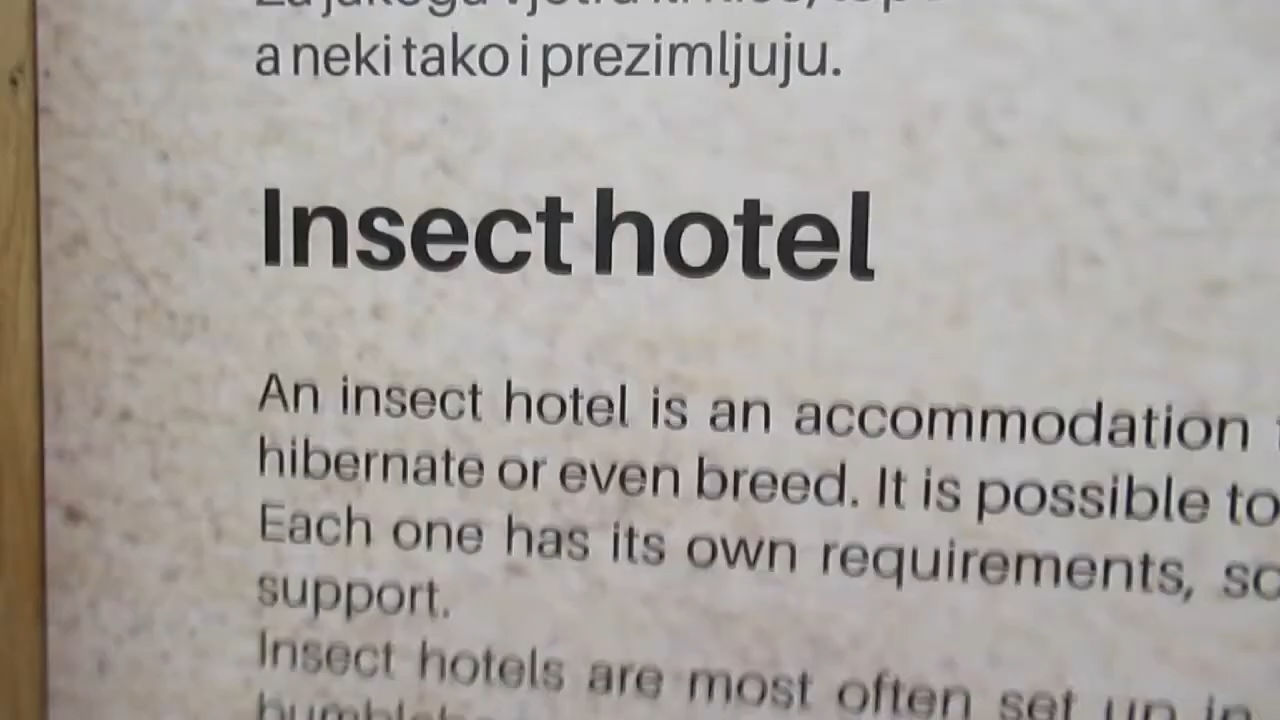 a neki tako i prezimljuju.
Insect hotel
An insect hotel is an accommodation
hibernate or even breed. It is possible to
Each one has its own requirements,
support.
Insect hotels are most often set up in